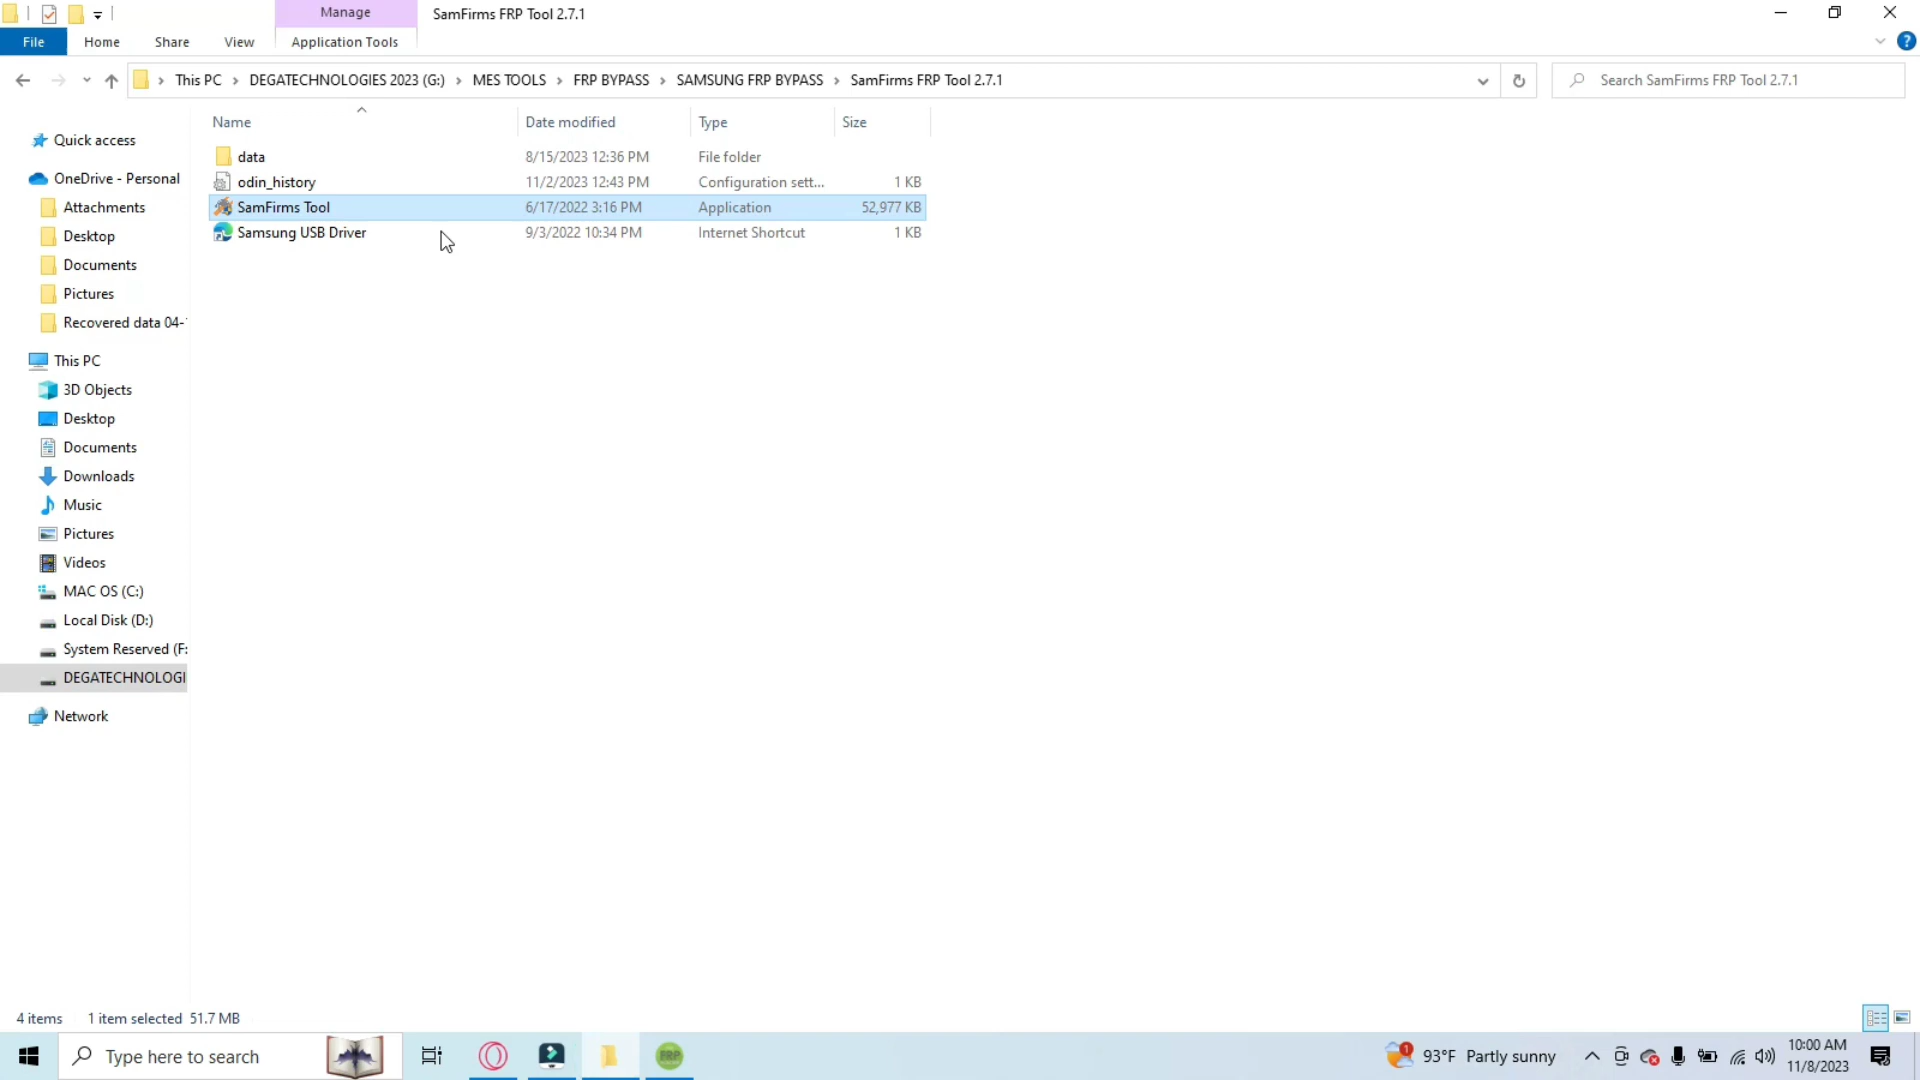 Manage
SamFirms FRP Tool 2.7.1
File
Home
Share
View
Application Tools
This PC
DEGATECHNOLOGIES 2023 (G:)
MES TOOLS
FRP BYPASS
SAMSUNG FRP BYPASS
SamFirms FRP Tool 2.7.1
Search SamFirms FRP Tool 2.7.1
Name
Date modified
Type
Size
data
8/15/2023 12:36 PM
File folder
odin_history
11/2/2023 12:43 PM
Configuration sett...
1 KB
SamFirms Tool
6/17/2022 3:16 PM
Application
52,977 KB
Samsung USB Driver
9/3/2022 10:34 PM
Internet Shortcut
1 KB
Quick access
OneDrive - Personal
Attachments
Desktop
Documents
Pictures
Recovered data 04-
This PC
3D Objects
Desktop
Documents
Downloads
Music
Pictures
Videos
MAC OS (C:)
Local Disk (D:)
System Reserved (F:
DEGATECHNOLOGI
Network
4 items
1 item selected 51.7 MB
Type here to search
FRP
1
93°F Partly sunny
10:00 AM
11/8/2023